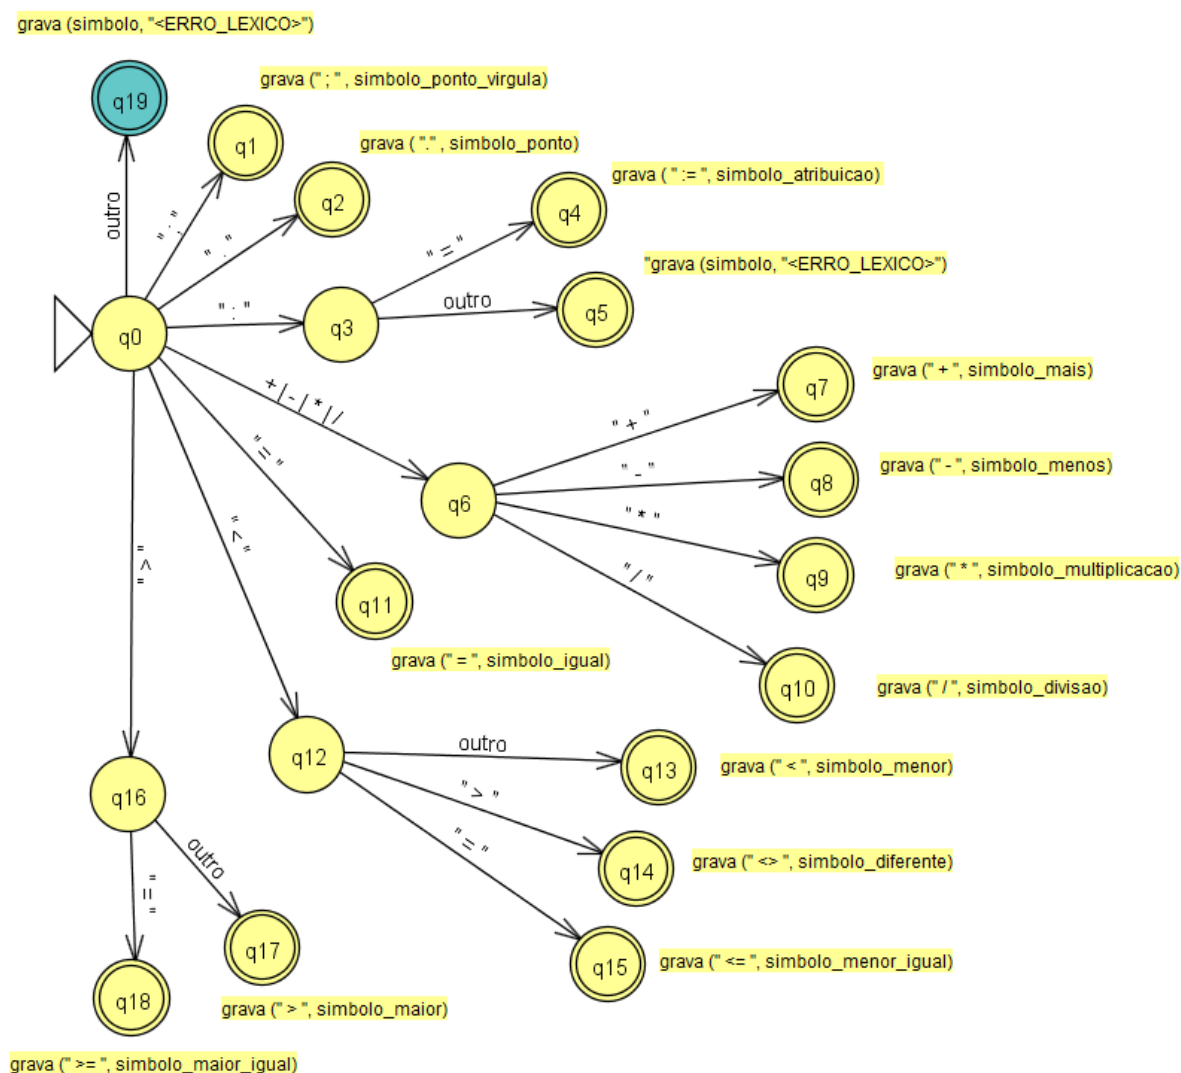 grava (simbolo, "<ERRO_LEXICO>")
grava (" ; " , simbolo_ponto_virgula)
q19
q1
grava ( "." , simbolo_ponto)
q2
grava ( " := ", simbolo_atribuicao)
q4
outro
" ; "
" . "
" = "
"grava (simbolo, "<ERRO_LEXICO>")
" : "
outro
q0
q3
q5
+|-|*|/
" = "
" < "
" > "
q6
" + "
q7
grava (" + ", simbolo_mais)
" - "
q8
grava (" - ", simbolo_menos)
" * "
q9
grava (" * ", simbolo_multiplicacao)
" / "
q10
grava (" / ", simbolo_divisao)
q11
grava (" = ", simbolo_igual)
q12
outro
q13
grava (" < ", simbolo_menor)
" > "
q14
grava (" <> ", simbolo_diferente)
" = "
q15
grava (" <= ", simbolo_menor_igual)
q16
outro
q17
grava (" > ", simbolo_maior)
" = "
q18
grava (" >= ", simbolo_maior_igual)